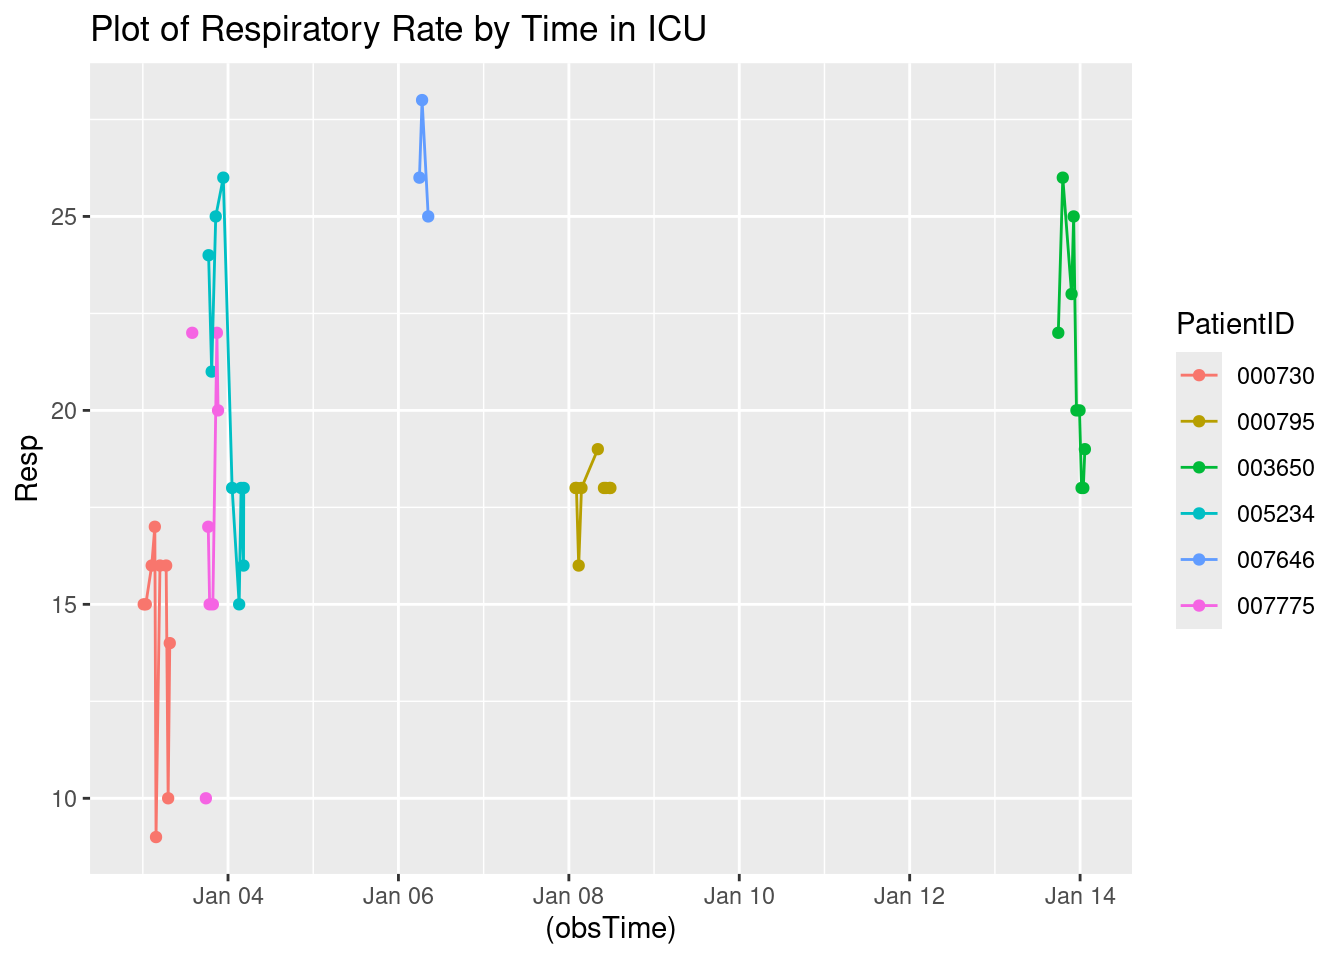 Plot of Respiratory Rate by Time in ICU
25
20
15
10
Resp
Jan 04
Jan 06
Jan 08
Jan 10
Jan 12
Jan 14
(obsTime)
PatientID
000730
000795
003650
005234
007646
007775